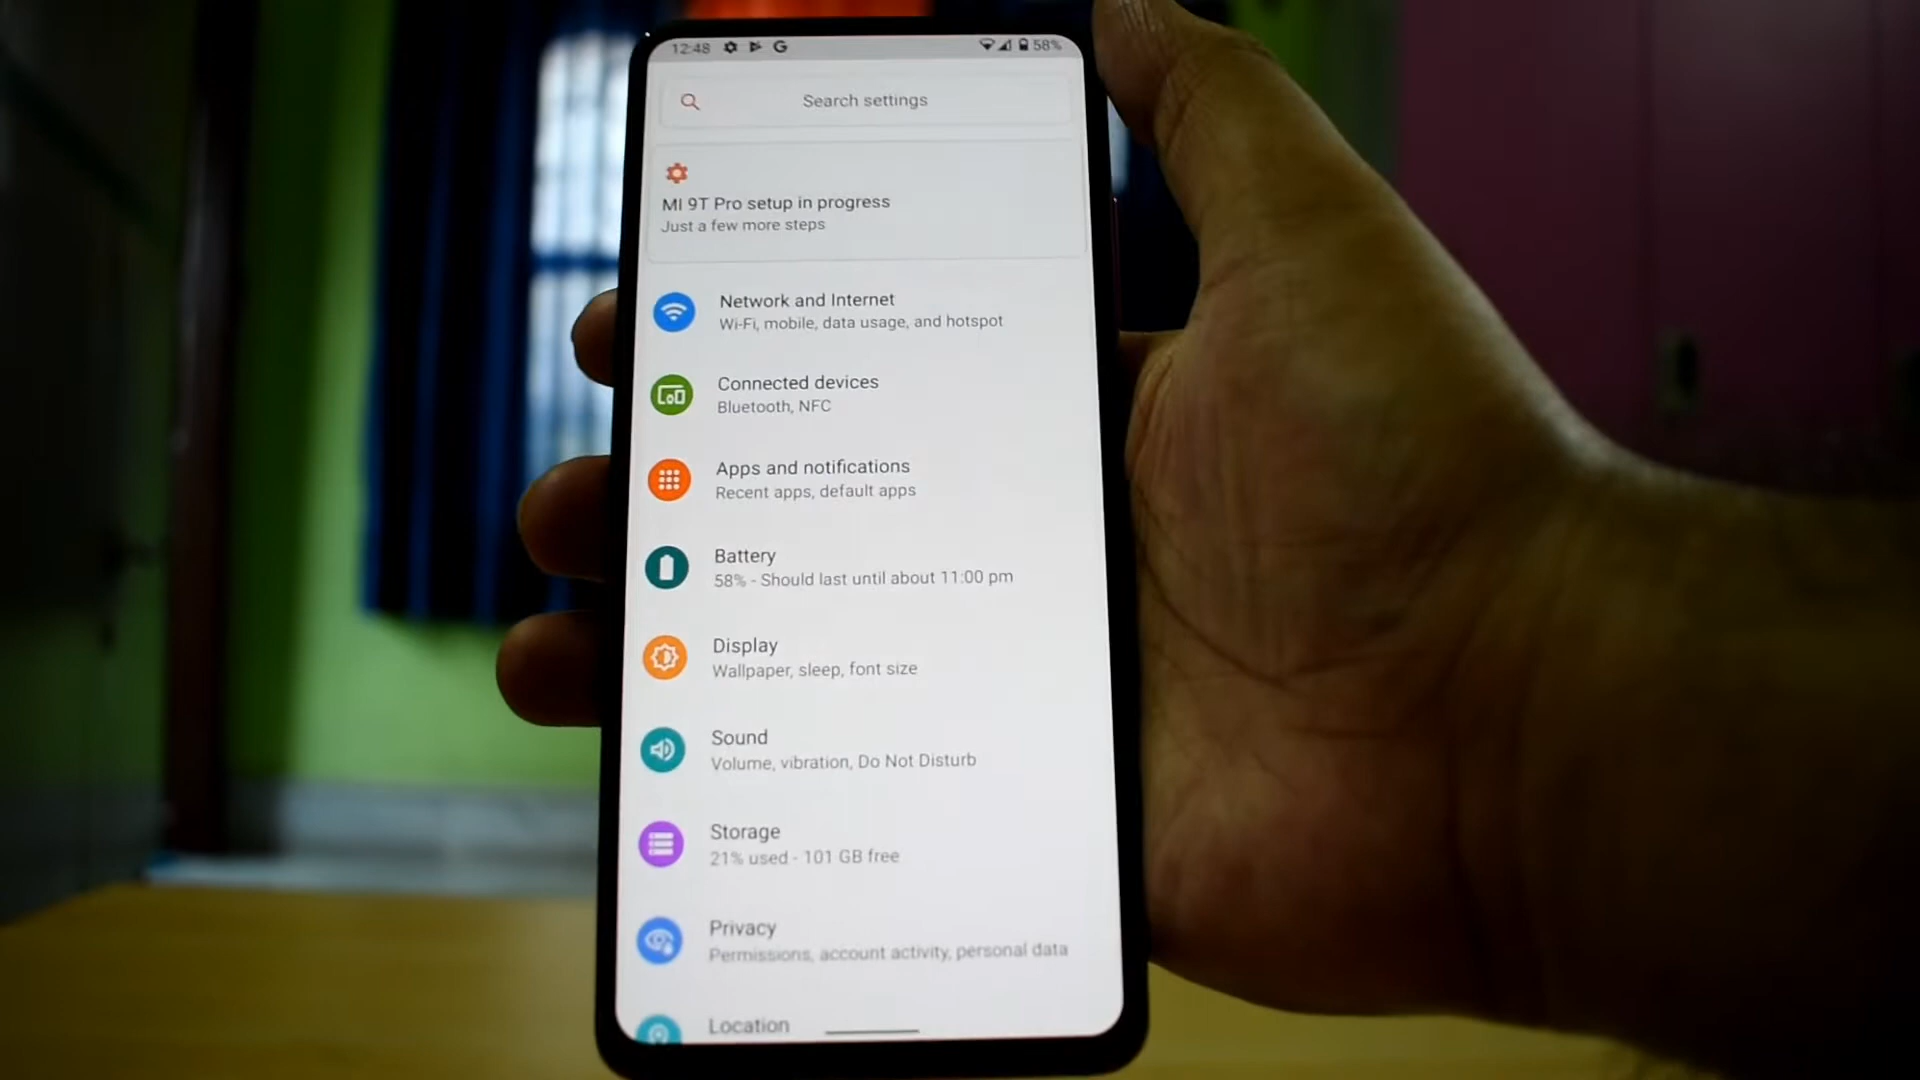 12:48 G 58%
Search settings
MI 9T Pro setup in progress
Just a few more steps
Network and Internet
Wi-Fi, mobile, data usage, and hotspot
Connected devices
Bluetooth, NFC
Apps and notifications
Recent apps, default apps
Battery
58% - Should last until about 11:00 pm
Display
Wallpaper, sleep, font size
Sound
Volume, vibration, Do Not Disturb
Storage
21% used - 101 GB free
Privacy
Permissions, account activity, personal data
Location